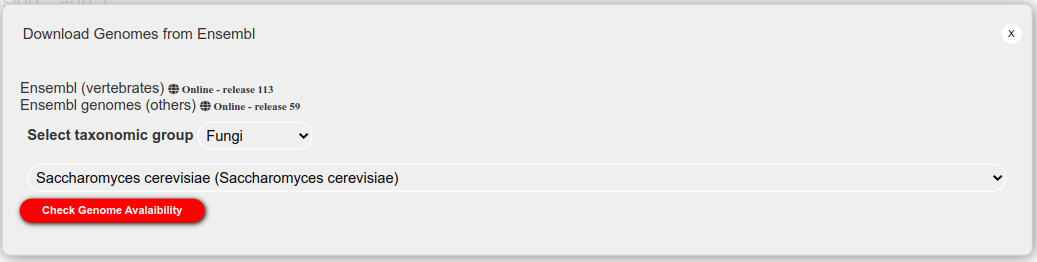 Download Genomes from Ensembl
X
Ensembl (vertebrates) Online - release 113
Ensembl genomes (others) Online - release 59
Select taxonomic group Fungi
Saccharomyces cerevisiae (Saccharomyces cerevisiae)
Check Genome Avalaibility